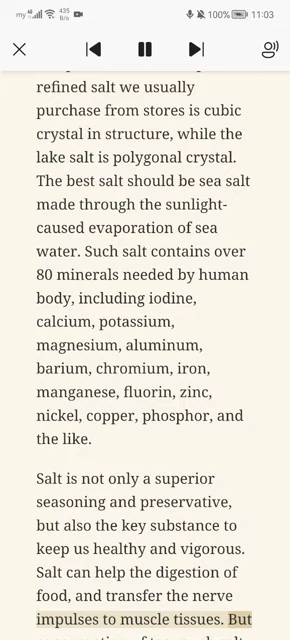 my 4G 435 B/s 100% 11:03
refined salt we usually
purchase from stores is cubic
crystal in structure, while the
lake salt is polygonal crystal.
The best salt should be sea salt
made through the sunlight-
caused evaporation of sea
water. Such salt contains over
80 minerals needed by human
body, including iodine,
calcium, potassium,
magnesium, aluminum,
barium, chromium, iron,
manganese, fluorin, zinc,
nickel, copper, phosphor, and
the like.
Salt is not only a superior
seasoning and preservative,
but also the key substance to
keep us healthy and vigorous.
Salt can help the digestion of
food, and transfer the nerve
impulses to muscle tissues. But